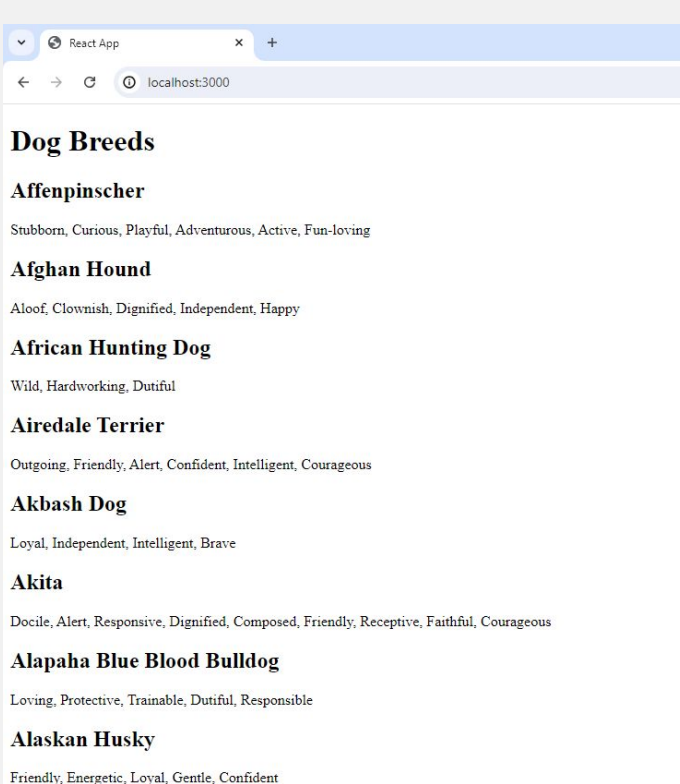 React App
localhost:3000
Dog Breeds
Affenpinscher
Stubborn, Curious, Playful, Adventurous, Active, Fun-loving
Afghan Hound
Aloof, Clownish, Dignified, Independent, Happy
African Hunting Dog
Wild, Hardworking, Dutiful
Airedale Terrier
Outgoing, Friendly, Alert, Confident, Intelligent, Courageous
Akbash Dog
Loyal, Independent, Intelligent, Brave
Akita
Docile, Alert, Responsive, Dignified, Composed, Friendly, Receptive, Faithful, Courageous
Alapaha Blue Blood Bulldog
Loving, Protective, Trainable, Dutiful, Responsible
Alaskan Husky
Friendly, Energetic, Loyal, Gentle, Confident